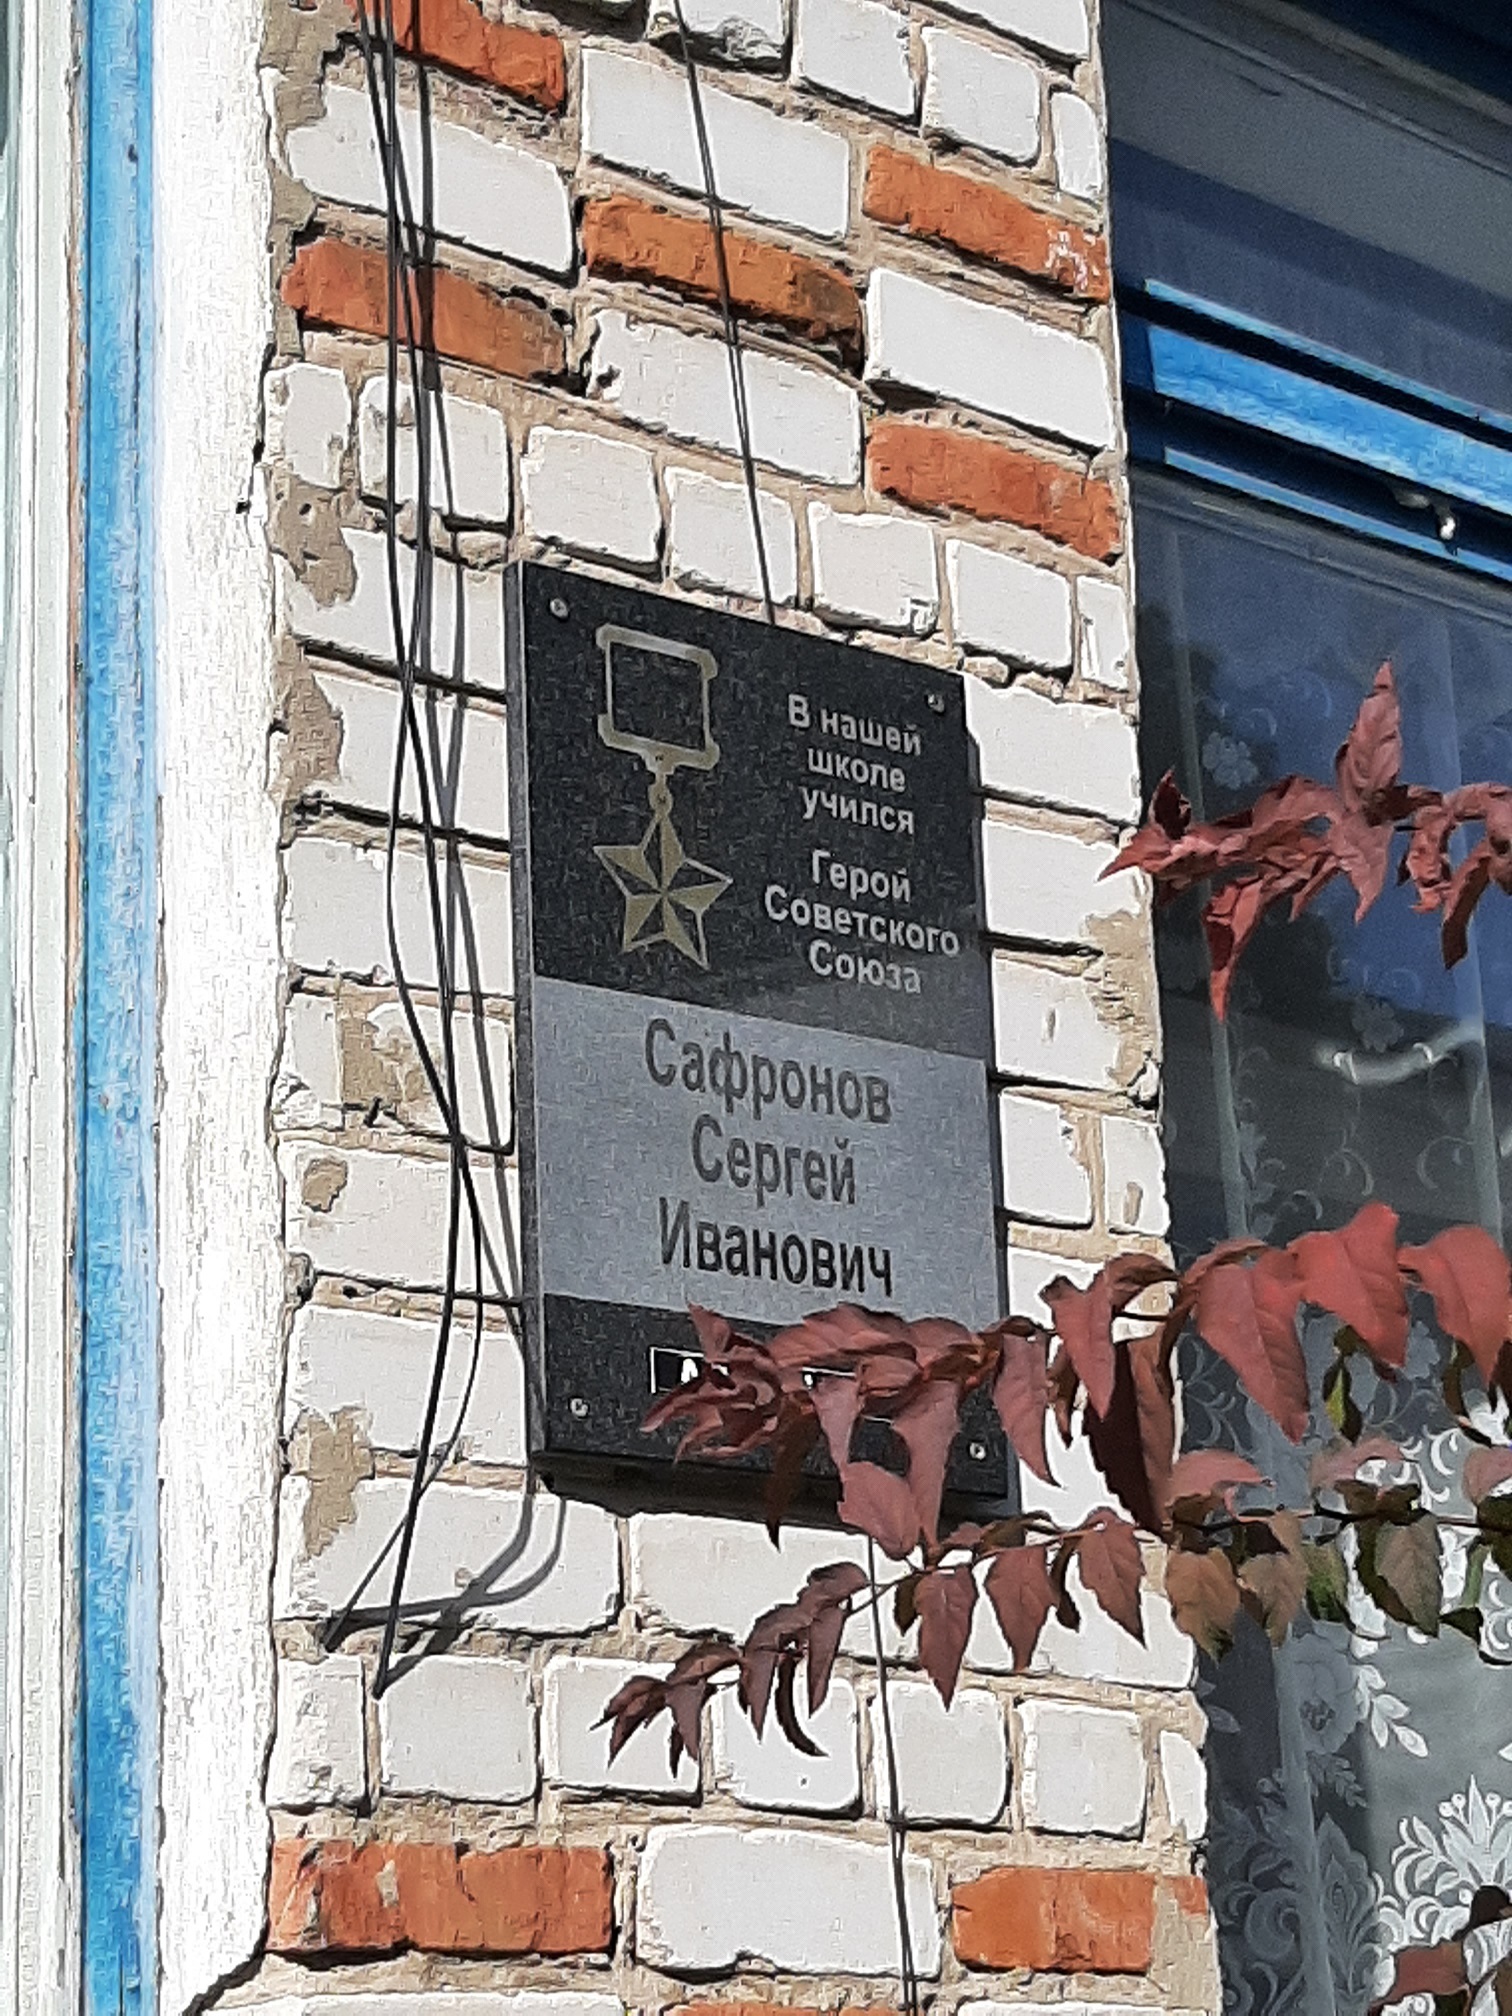 В нашей
школе
учился
Герой
Советского
Союза
Сафронов
Сергей
Иванович